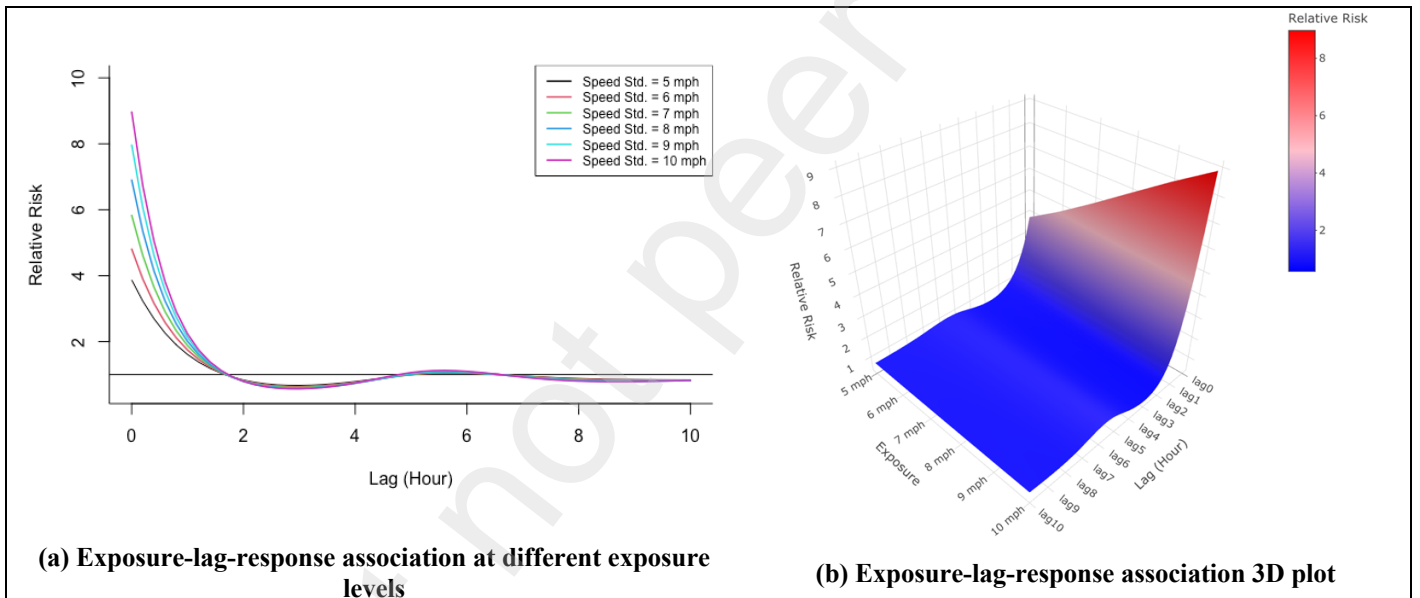 10
8
6
4
2
Relative Risk
Speed Std. = 5 mph
Speed Std. = 6 mph
Speed Std. = 7 mph
Speed Std. = 8 mph
Speed Std. = 9 mph
Speed Std. = 10 mph
0 2 4 6 8 10
Lag (Hour)
(a) Exposure-lag-response association at different exposure
levels
Relative Risk
8
6
4
2
9
8
7
6
5
4
3
2
1
Relative Risk
5 mph
6 mph
7 mph
8 mph
9 mph
10 mph
Exposure
lag0
lag1
lag2
lag3
lag4
lag5
lag6
lag7
lag8
lag9
lag10
Lag (Hour)
(b) Exposure-lag-response association 3D plot
not peer